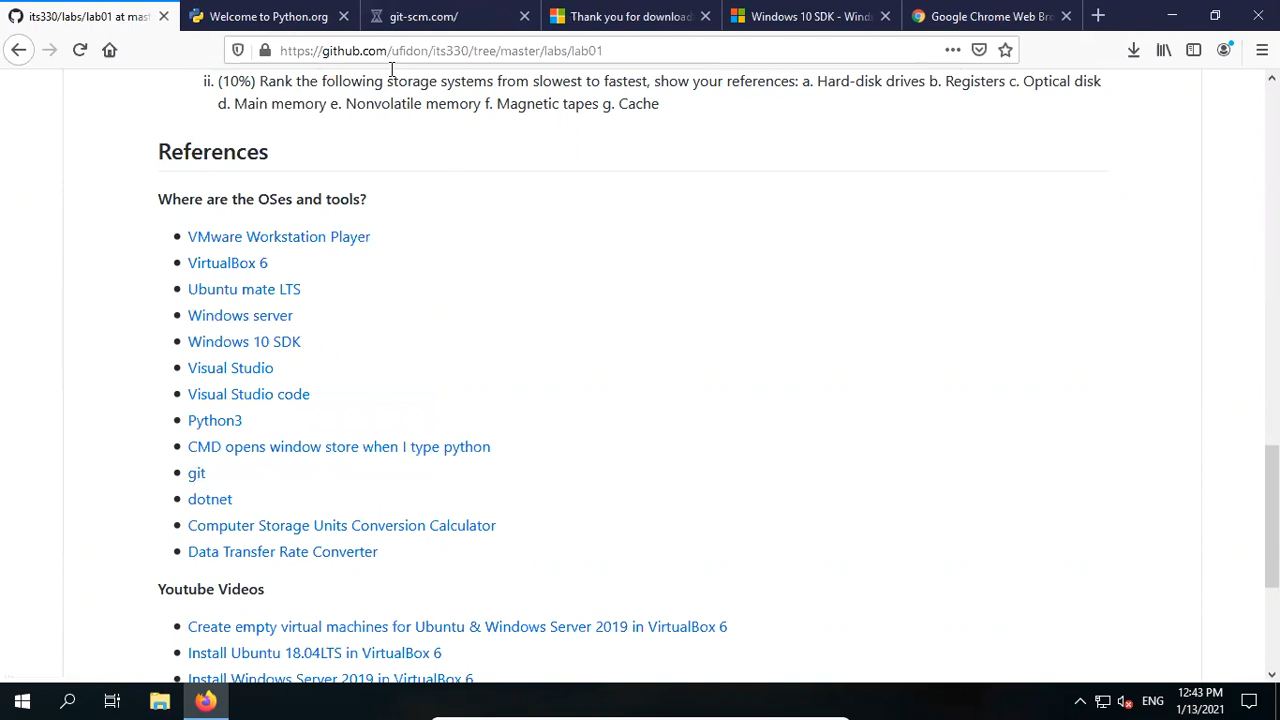 its330/labs/lab01 at mast
Welcome to Python.org
git-scm.com/
Thank you for download
Windows 10 SDK - Windo
Google Chrome Web Bro
https://github.com/ufidon/its330/tree/master/labs/lab01
ii. (10%) Rank the following storage systems from slowest to fastest, show your references: a. Hard-disk drives b. Registers c. Optical disk
d. Main memory e. Nonvolatile memory f. Magnetic tapes g. Cache
References
Where are the OSes and tools?
VMware Workstation Player
VirtualBox 6
Ubuntu mate LTS
Windows server
Windows 10 SDK
Visual Studio
Visual Studio code
Python3
CMD opens window store when I type python
git
dotnet
Computer Storage Units Conversion Calculator
Data Transfer Rate Converter
Youtube Videos
Create empty virtual machines for Ubuntu & Windows Server 2019 in VirtualBox 6
Install Ubuntu 18.04LTS in VirtualBox 6
Install Windows Server 2019 in VirtualBox 6
ENG
12:43 PM
1/13/2021